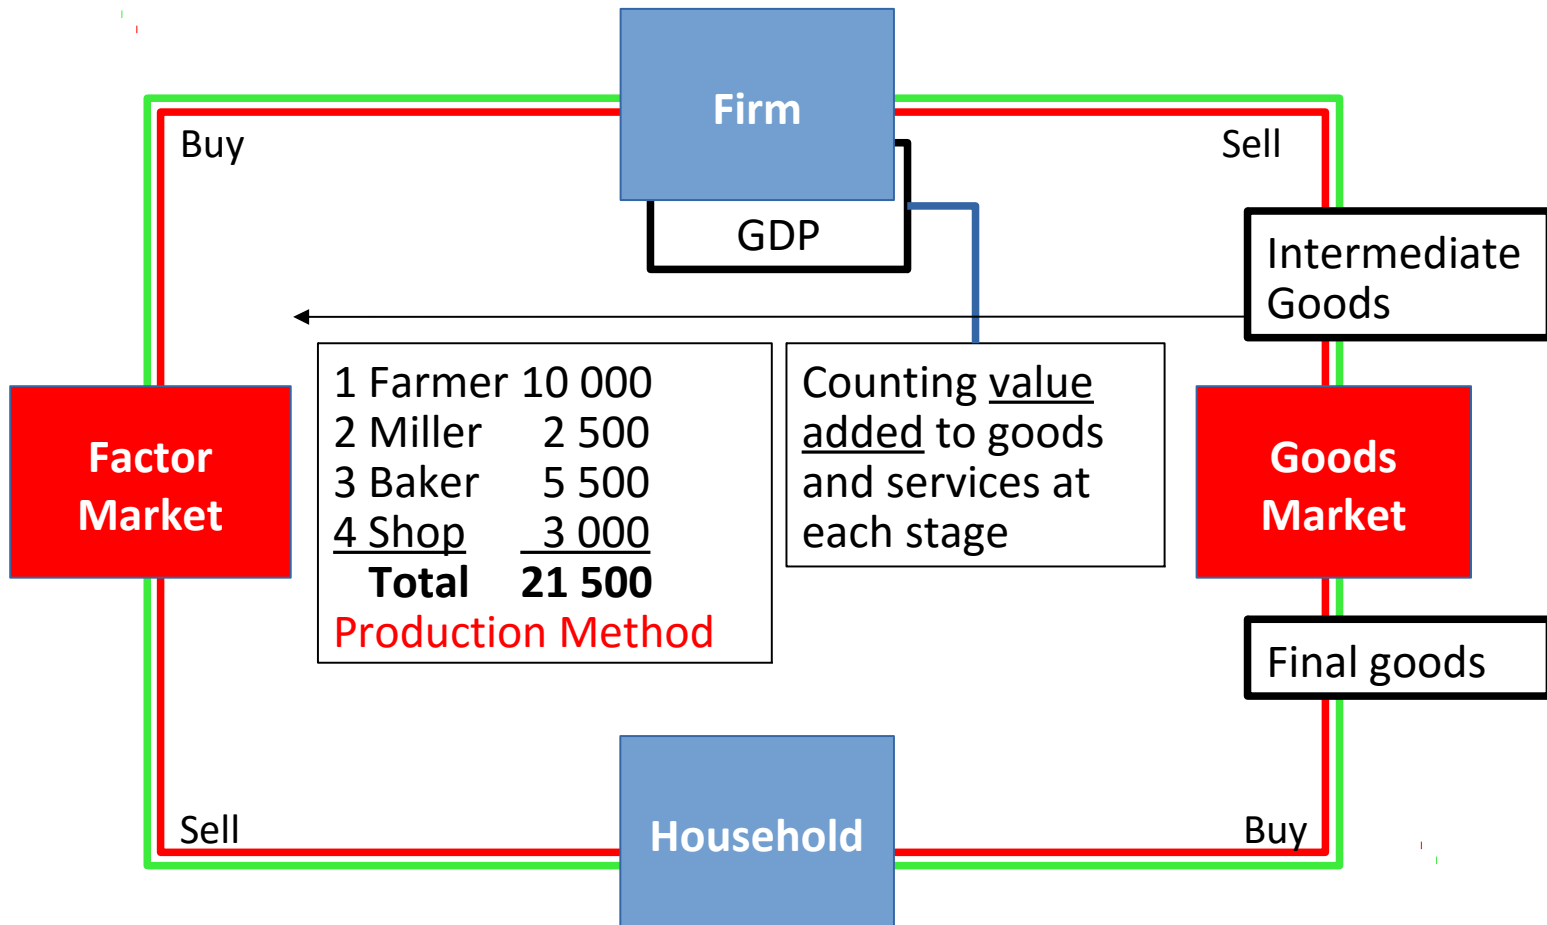 Firm
Buy
Sell
GDP
Intermediate
Goods
1 Farmer 10 000
2 Miller 2 500
3 Baker 5 500
4 Shop 3 000
Total 21 500
Production Method
Counting value
added to goods
and services at
each stage
Factor
Market
Goods
Market
Final goods
Sell
Household
Buy